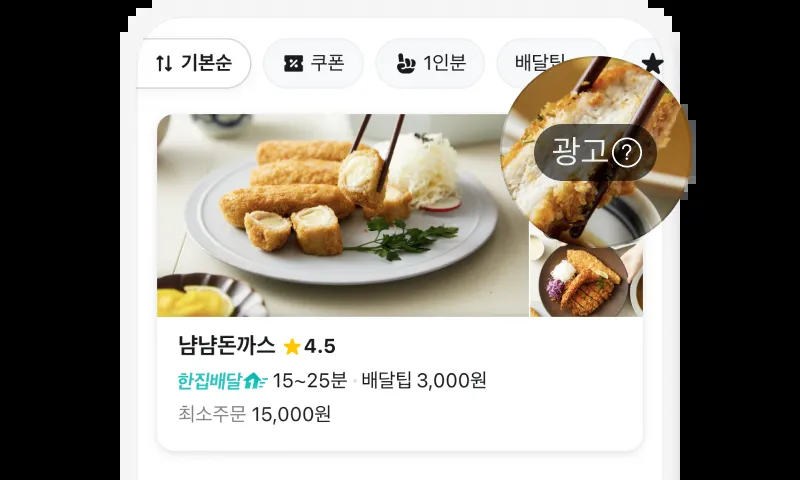 기본순 쿠폰 1인분 배달팁
광고?
냠냠돈까스 4.5
한집배달 15~25분 · 배달팁 3,000원
최소주문 15,000원